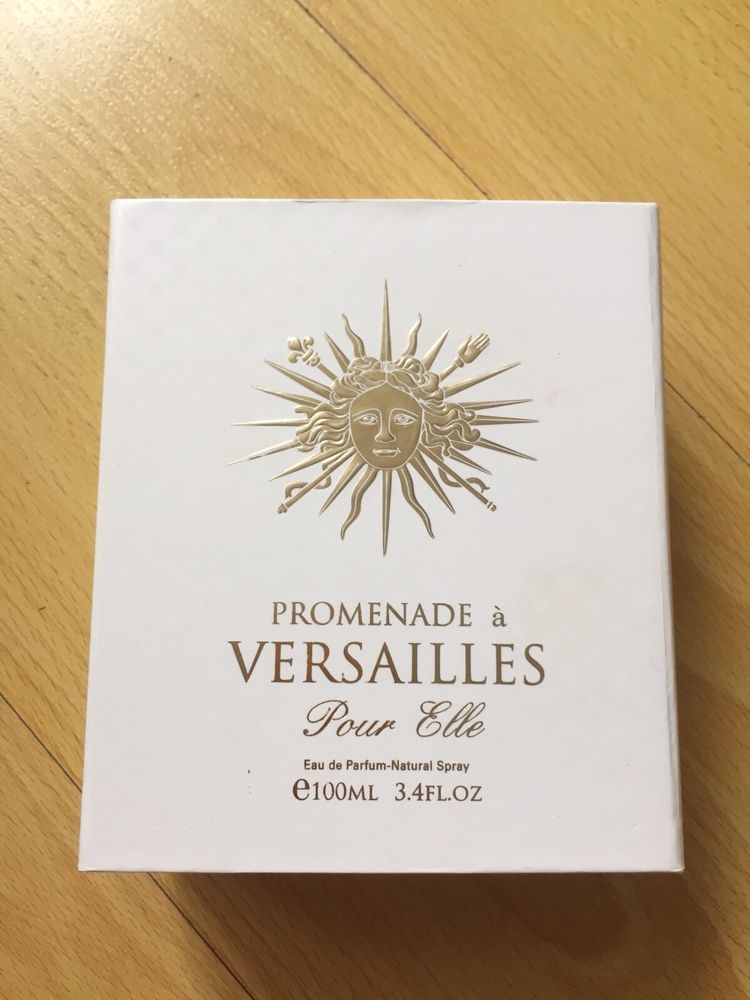 PROMENADE à
VERSAILLES
Pour Elle
Eau de Parfum-Natural Spray
e100ML 3.4FL.OZ